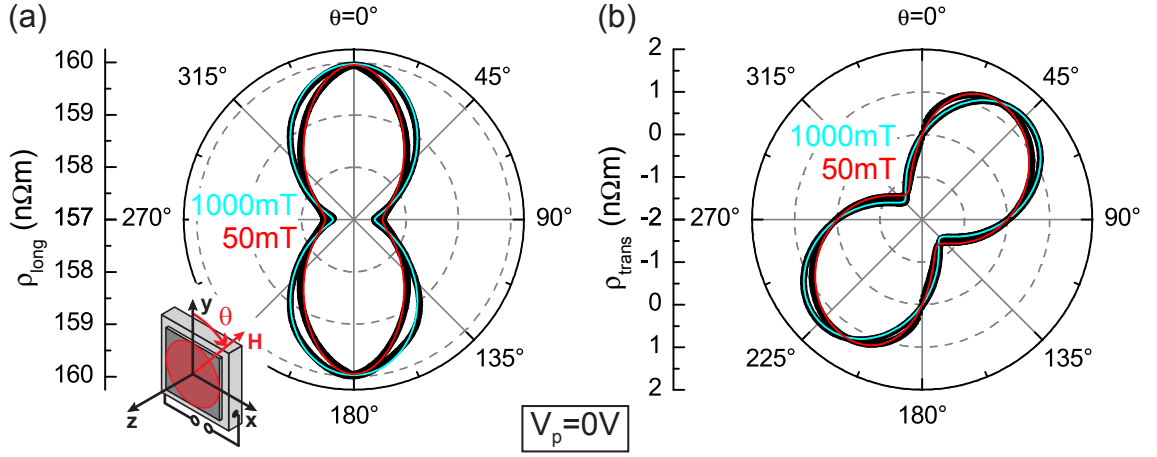 (a)
θ=0°
45°
90°
135°
180°
270°
315°
160
159
158
157
158
159
160
ρlong (nΩm)
1000mT
50mT
y
θ
H
z
x
Vp=0V
(b)
θ=0°
45°
90°
135°
180°
225°
270°
315°
2
1
0
-1
-2
-1
0
1
2
ρtrans (nΩm)
1000mT
50mT